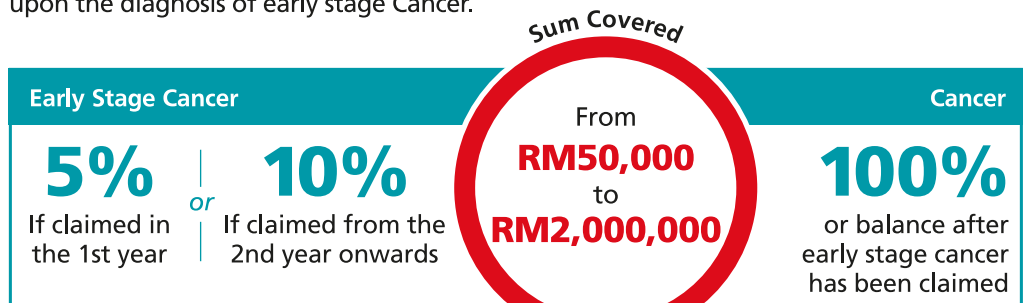 upon the diagnosis of early stage Cancer.
Sum Covered
Early Stage Cancer
5%
If claimed in
the 1st year
or
10%
If claimed from the
2nd year onwards
From
RM50,000
to
RM2,000,000
Cancer
100%
or balance after
early stage cancer
has been claimed